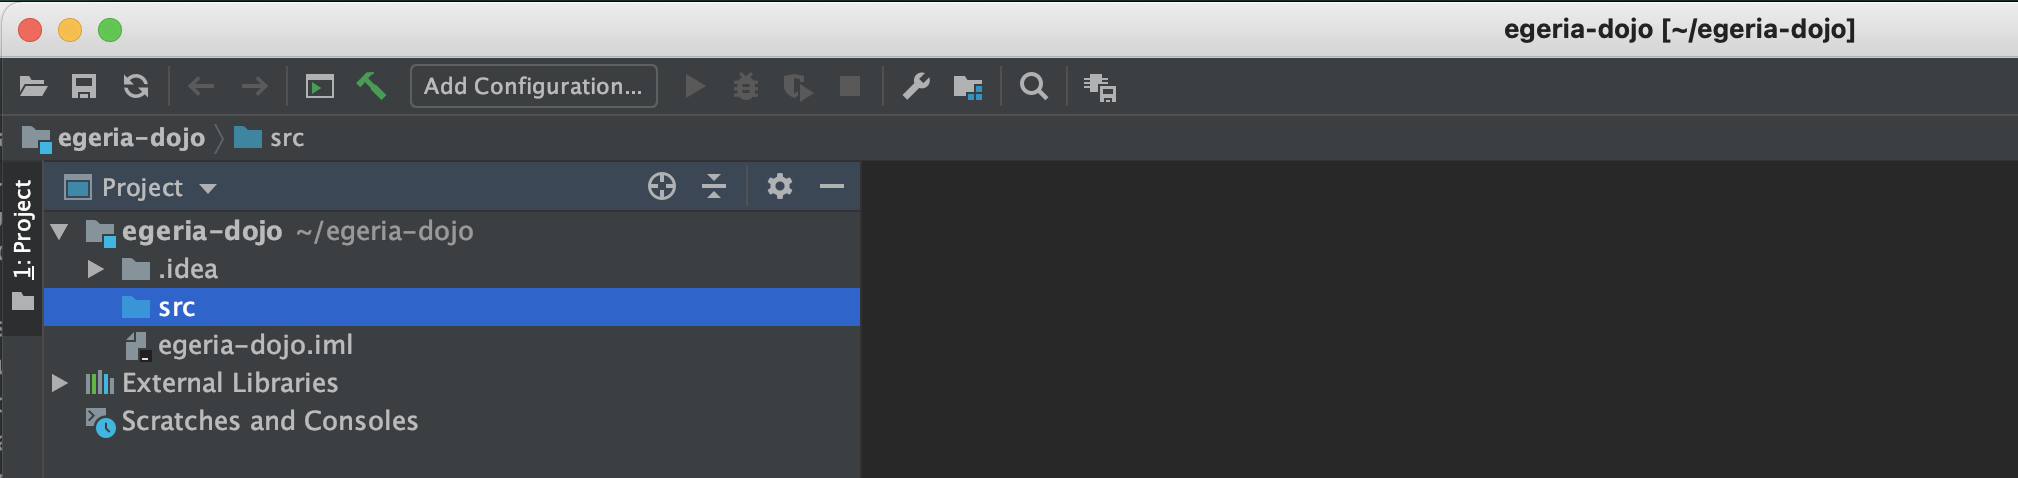 egeria-dojo [~/egeria-dojo]
Add Configuration...
egeria-dojo src
1: Project
Project
egeria-dojo ~/egeria-dojo
.idea
src
egeria-dojo.iml
External Libraries
Scratches and Consoles